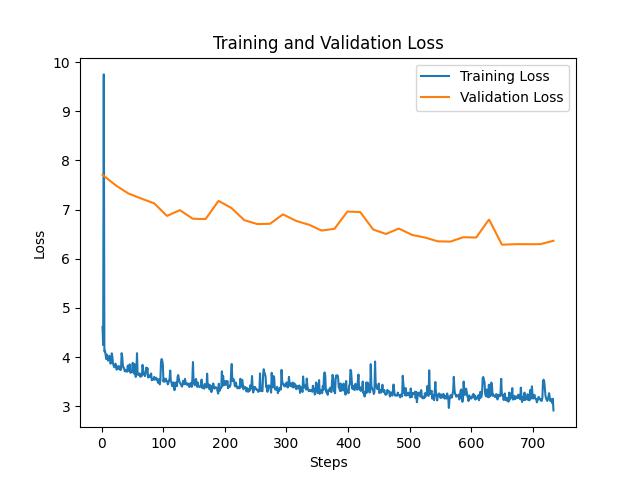 Training and Validation Loss
Training Loss
Validation Loss
10
9
8
7
6
5
4
3
Loss
0 100 200 300 400 500 600 700
Steps